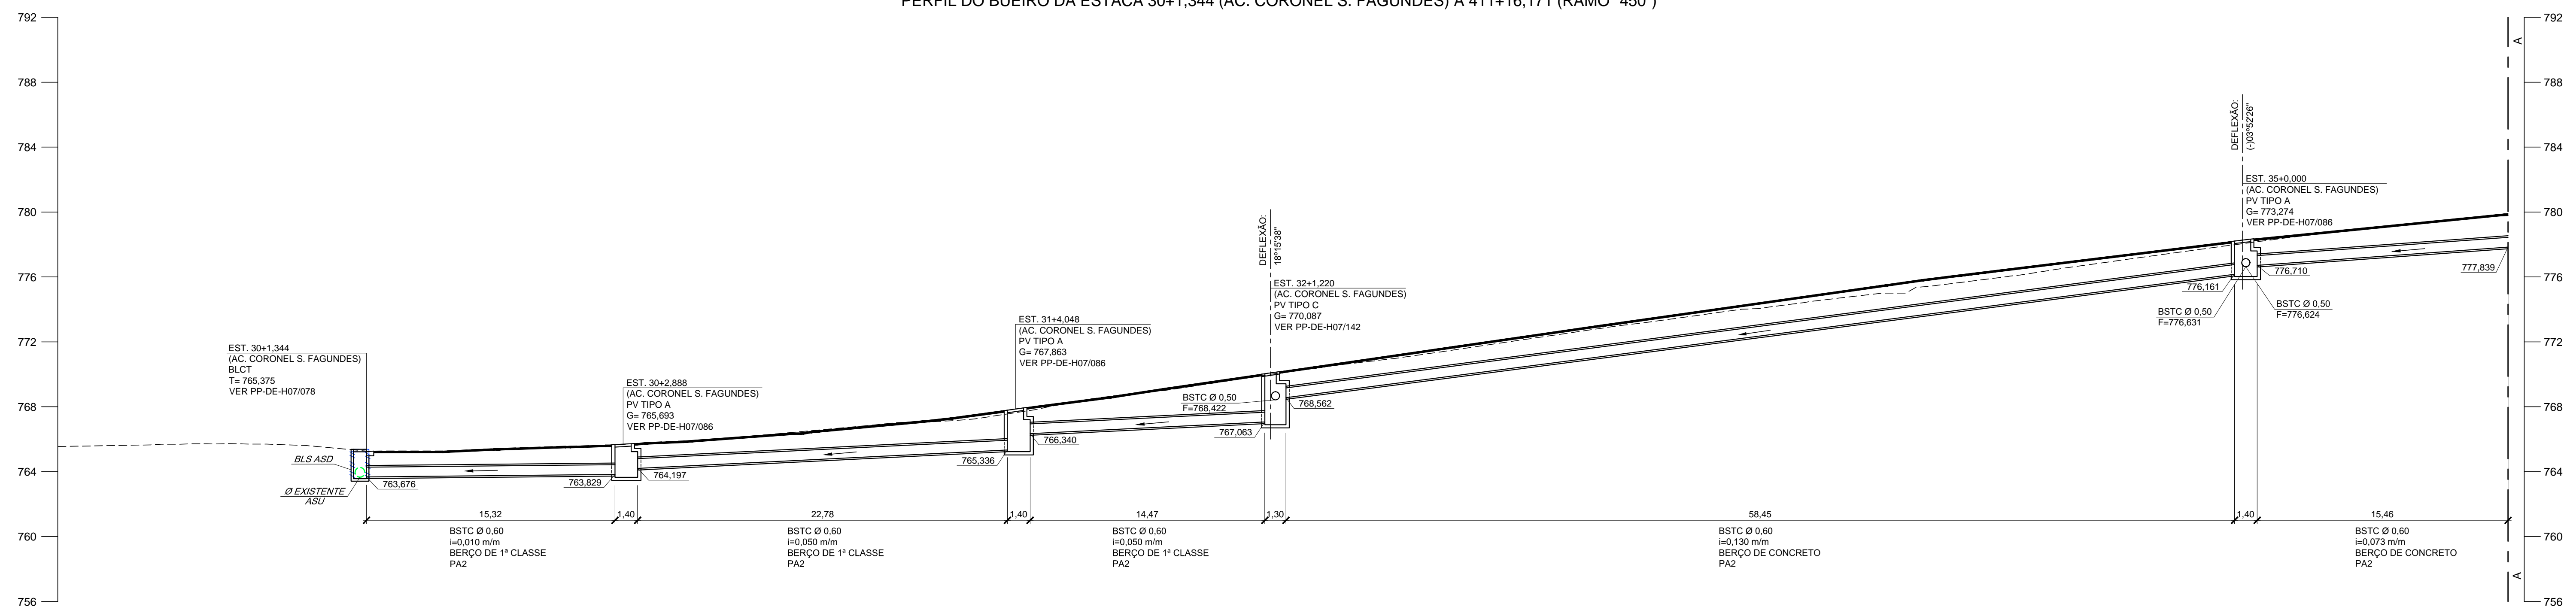 PERFIL DO BUEIRO DA ESTACA 30+1,344 (AC. CORONEL S. FAGUNDES) A 411+16,171 (RAMO "450")
792
788
784
780
776
772
768
764
760
756
792
788
784
780
776
772
768
764
760
756
A
A
EST. 30+1,344
(AC. CORONEL S. FAGUNDES)
BLCT
T= 765,375
VER PP-DE-H07/078
BLS ASD
Ø EXISTENTE
ASU
763,676
763,829
EST. 30+2,888
(AC. CORONEL S. FAGUNDES)
PV TIPO A
G= 765,693
VER PP-DE-H07/086
764,197
765,336
EST. 31+4,048
(AC. CORONEL S. FAGUNDES)
PV TIPO A
G= 767,863
VER PP-DE-H07/086
766,340
767,063
DEFLEXÃO:
18°15'38"
EST. 32+1,220
(AC. CORONEL S. FAGUNDES)
PV TIPO C
G= 770,087
VER PP-DE-H07/142
BSTC Ø 0,50
F=768,422
768,562
776,161
DEFLEXÃO:
(-)03°52'26"
EST. 35+0,000
(AC. CORONEL S. FAGUNDES)
PV TIPO A
G= 773,274
VER PP-DE-H07/086
776,710
BSTC Ø 0,50
F=776,631
BSTC Ø 0,50
F=776,624
777,839
15,32
1,40
22,78
1,40
14,47
1,30
58,45
1,40
15,46
BSTC Ø 0,60
i=0,010 m/m
BERÇO DE 1ª CLASSE
PA2
BSTC Ø 0,60
i=0,050 m/m
BERÇO DE 1ª CLASSE
PA2
BSTC Ø 0,60
i=0,050 m/m
BERÇO DE 1ª CLASSE
PA2
BSTC Ø 0,60
i=0,130 m/m
BERÇO DE CONCRETO
PA2
BSTC Ø 0,60
i=0,073 m/m
BERÇO DE CONCRETO
PA2